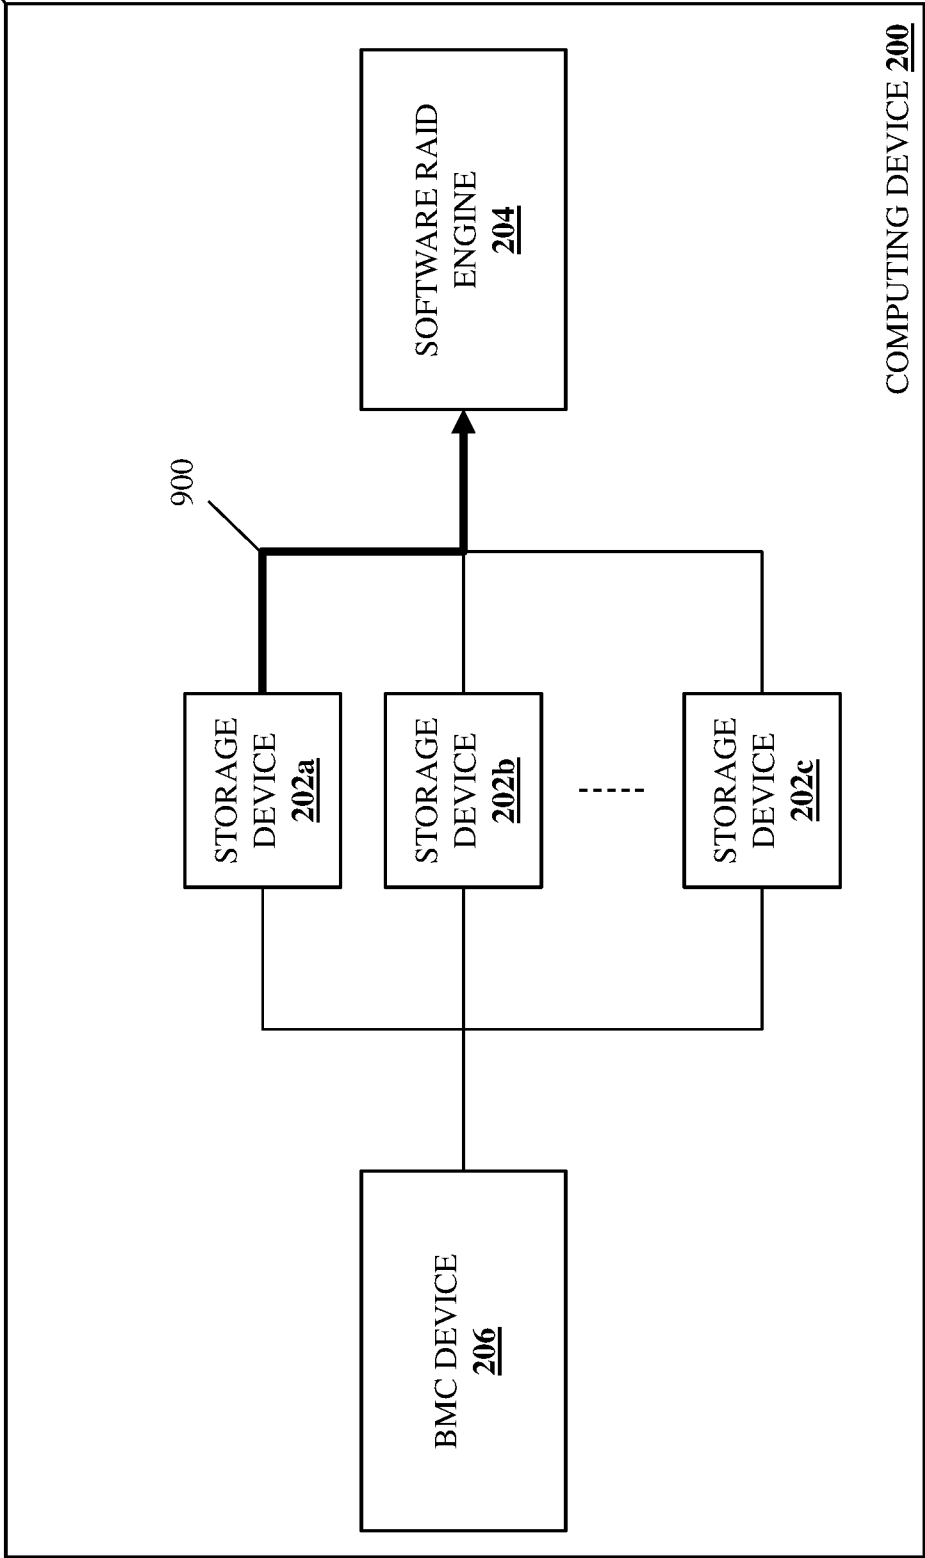 BMC DEVICE
206
STORAGE
DEVICE
202a
STORAGE
DEVICE
202b
STORAGE
DEVICE
202c
900
SOFTWARE RAID
ENGINE
204
COMPUTING DEVICE 200